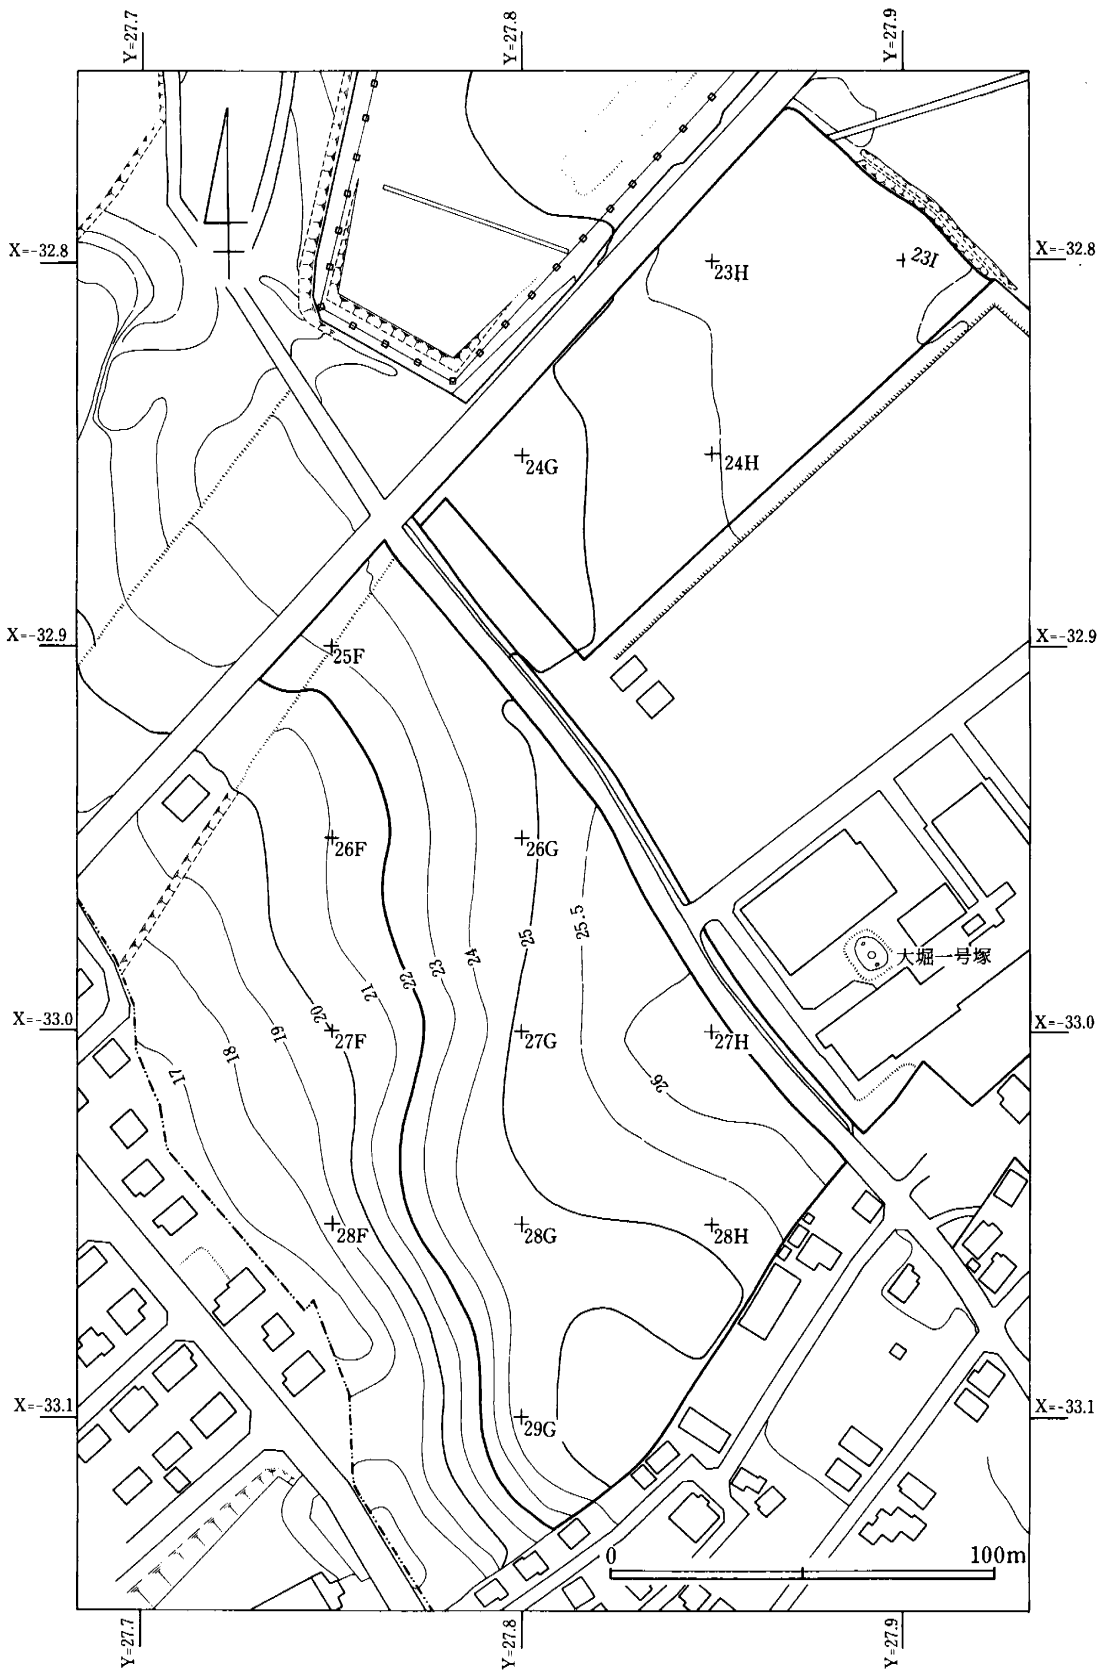 Y=27.7
Y=27.8
Y=27.9
X=-32.8
X=-32.8
23H
23I
24G
24H
X=-32.9
X=-32.9
25F
26F
26G
25
25.5
24
23
22
21
20
19
18
17
大堀一号塚
X=-33.0
X=-33.0
27F
27G
27H
26
28F
28G
28H
X=-33.1
X=-33.1
29G
0
100m
Y=27.7
Y=27.8
Y=27.9